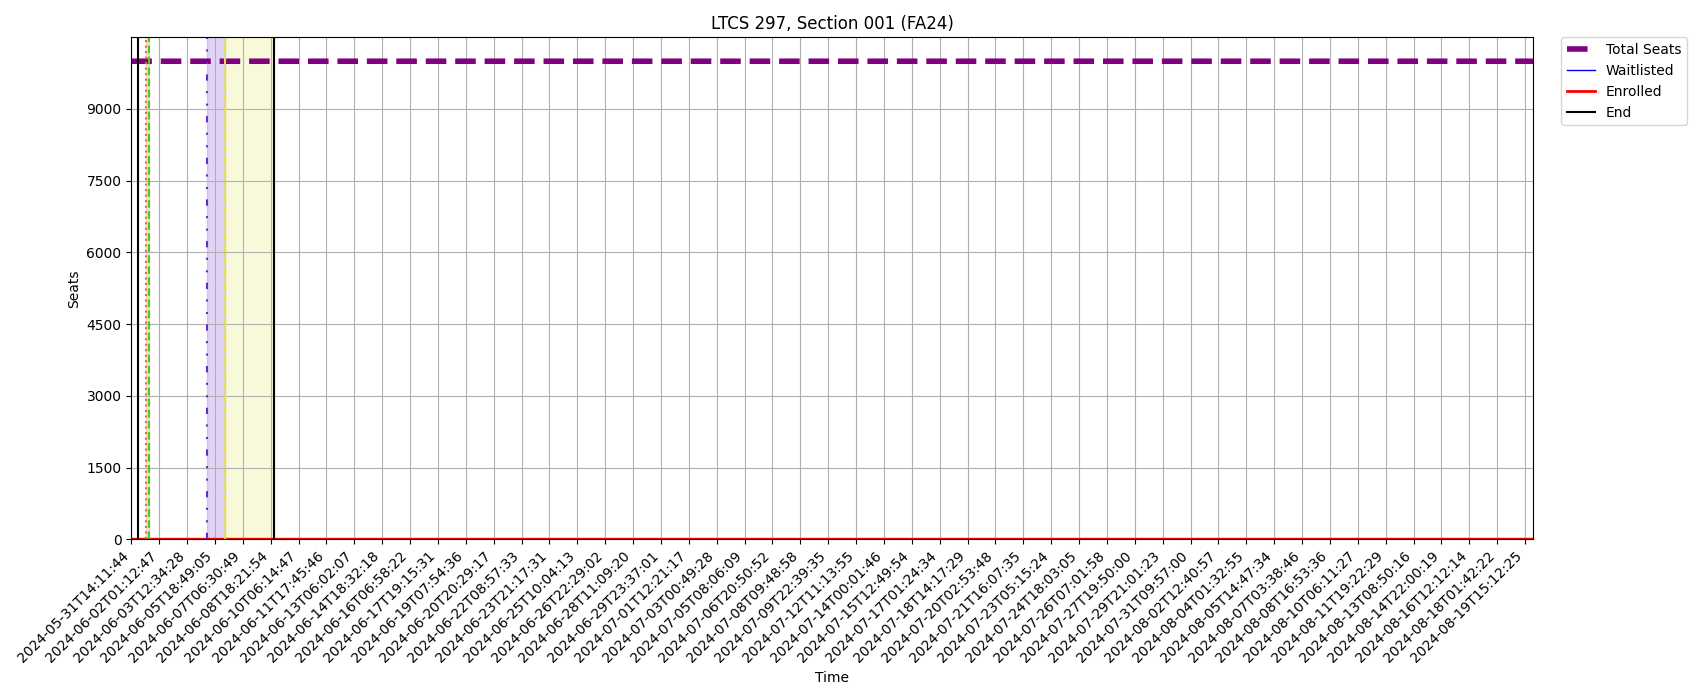 LTCS 297, Section 001 (FA24)
Total Seats
Waitlisted
Enrolled
End
Seats
9000
7500
6000
4500
3000
1500
0
2024-05-31T14:11:44
2024-06-02T01:12:47
2024-06-03T12:34:28
2024-06-05T18:49:05
2024-06-07T06:30:49
2024-06-08T18:21:54
2024-06-10T06:14:47
2024-06-11T17:45:46
2024-06-13T06:02:07
2024-06-14T18:32:18
2024-06-16T06:58:22
2024-06-17T19:15:31
2024-06-19T07:54:36
2024-06-20T20:29:17
2024-06-22T08:57:33
2024-06-23T21:17:31
2024-06-25T10:04:13
2024-06-26T22:29:02
2024-06-28T11:09:20
2024-06-29T23:37:01
2024-07-01T12:21:17
2024-07-03T00:49:28
2024-07-05T08:06:09
2024-07-06T20:50:52
2024-07-08T09:48:58
2024-07-09T22:39:35
2024-07-12T11:13:55
2024-07-14T00:01:46
2024-07-15T12:49:54
2024-07-17T01:24:34
2024-07-18T14:17:29
2024-07-20T02:53:48
2024-07-21T16:07:35
2024-07-23T05:15:24
2024-07-24T18:03:05
2024-07-26T07:01:58
2024-07-27T19:50:00
2024-07-29T21:01:23
2024-07-31T09:57:00
2024-08-02T12:40:57
2024-08-04T01:32:55
2024-08-05T14:47:34
2024-08-07T03:38:46
2024-08-08T16:53:36
2024-08-10T06:11:27
2024-08-11T19:22:29
2024-08-13T08:50:16
2024-08-14T22:00:19
2024-08-16T12:12:14
2024-08-18T01:42:22
2024-08-19T15:12:25
Time